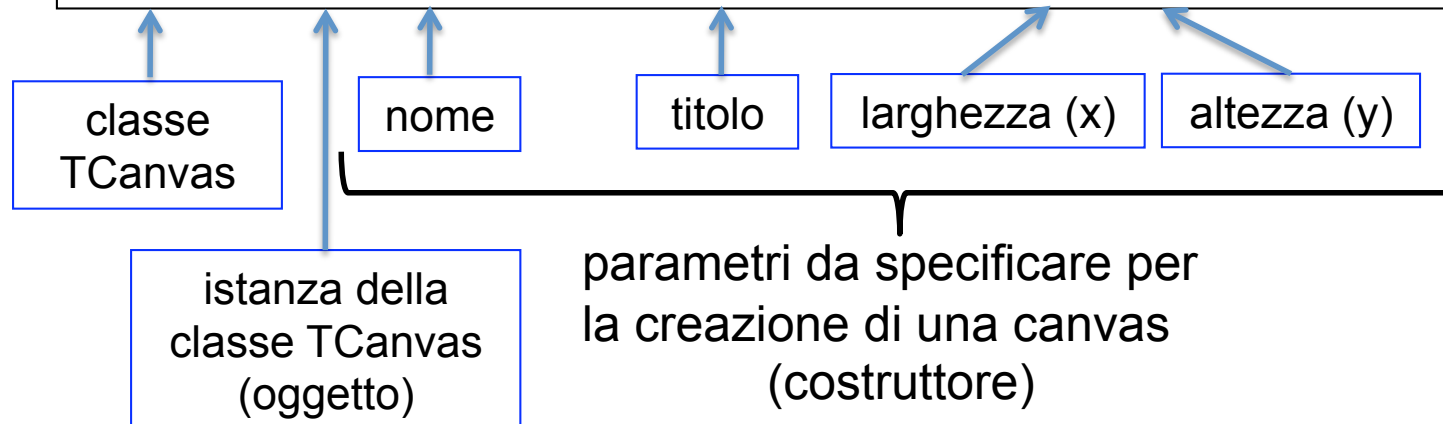 classe
TCanvas
nome
titolo
larghezza (x)
altezza (y)
istanza della
classe TCanvas
(oggetto)
parametri da specificare per
la creazione di una canvas
(costruttore)